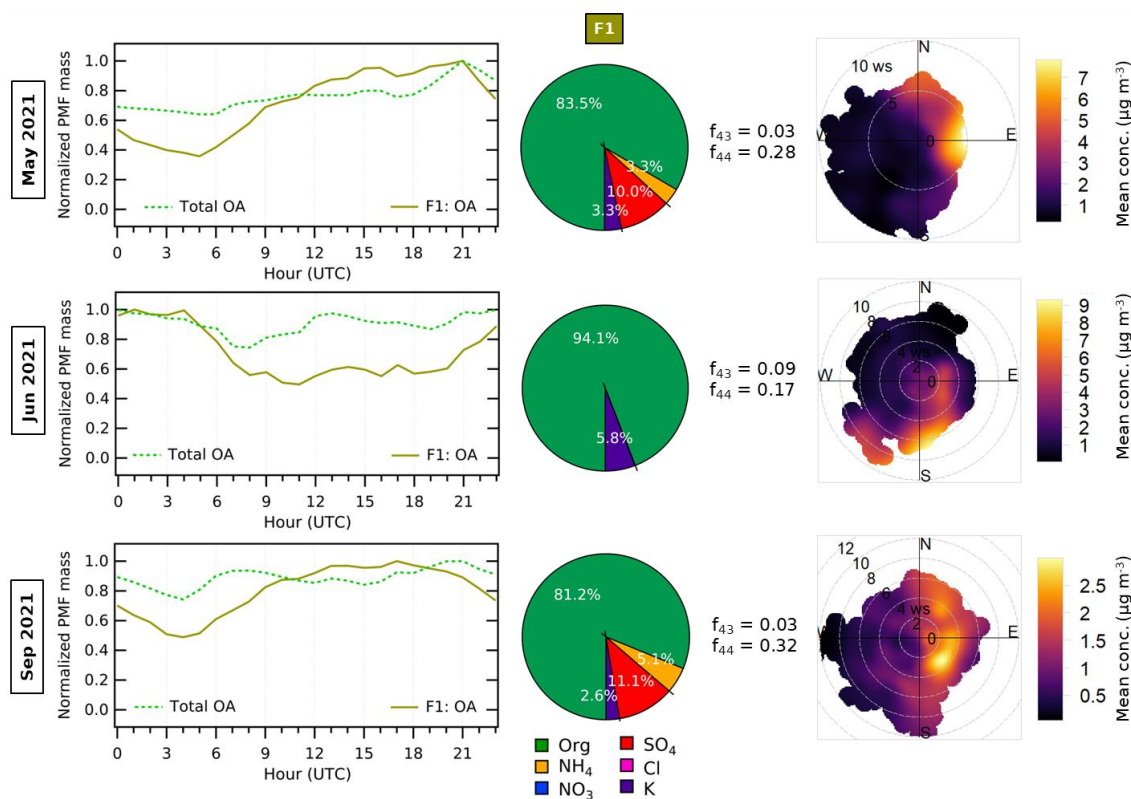 F1
May 2021
Normalized PMF mass
1.0
0.8
0.6
0.4
0.2
0.0
Total OA
F1: OA
0 3 6 9 12 15 18 21
Hour (UTC)
83.5%
3.3%
10.0%
3.3%
f43 = 0.03
f44 = 0.28
N
10 ws
5
W 0 E
S
7
6
5
4
3
2
1
Mean conc. (µg m-3)
Jun 2021
Normalized PMF mass
1.0
0.8
0.6
0.4
0.2
0.0
Total OA
F1: OA
0 3 6 9 12 15 18 21
Hour (UTC)
94.1%
5.8%
f43 = 0.09
f44 = 0.17
N
10
8
6
4 ws
2
W 0 E
S
9
8
7
6
5
4
3
2
1
Mean conc. (µg m-3)
Sep 2021
Normalized PMF mass
1.0
0.8
0.6
0.4
0.2
0.0
Total OA
F1: OA
0 3 6 9 12 15 18 21
Hour (UTC)
81.2%
5.1%
11.1%
2.6%
f43 = 0.03
f44 = 0.32
12
N
10
8
6
4 ws
2
0 E
S
2.5
2
1.5
1
0.5
Mean conc. (µg m-3)
Org SO4
NH4 Cl
NO3 K